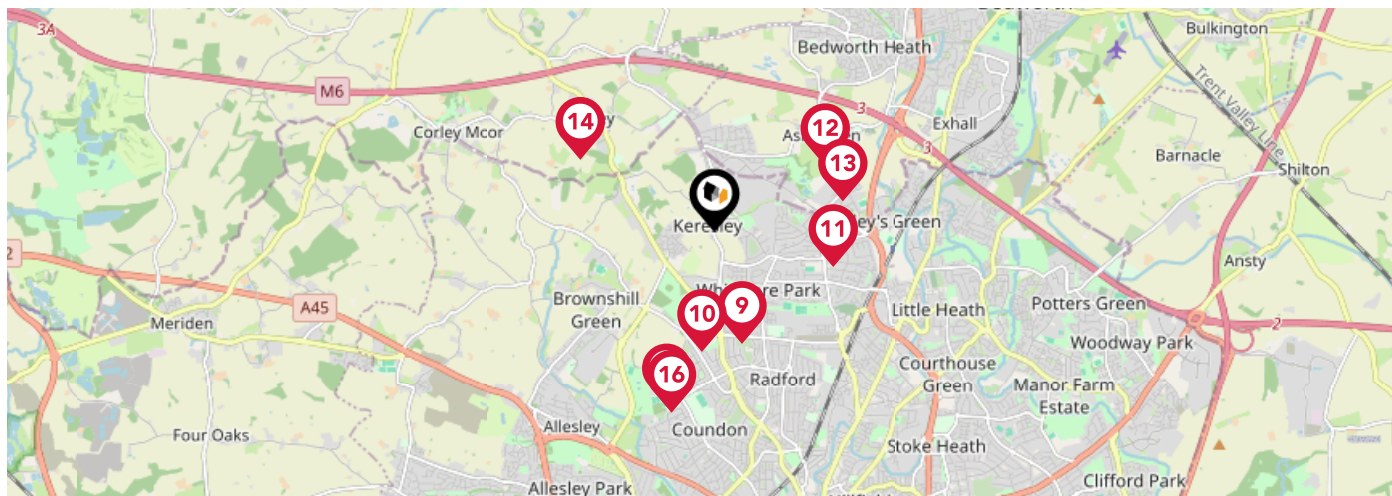 3A
Bulkington
Bedworth Heath
M6
Trent Valley Line
3
14
12
Corley Moor
Exhall
3
Barnacle
13
Shilton
11
2
Ansty
Brownshill
Green
9
A45
10
Little Heath
Potters Green
Meriden
2
Woodway Park
16
Radford
Courthouse
Green
Manor Farm
Estate
Four Oaks
Allesley
Coundon
Stoke Heath
Allesley Park
Clifford Park